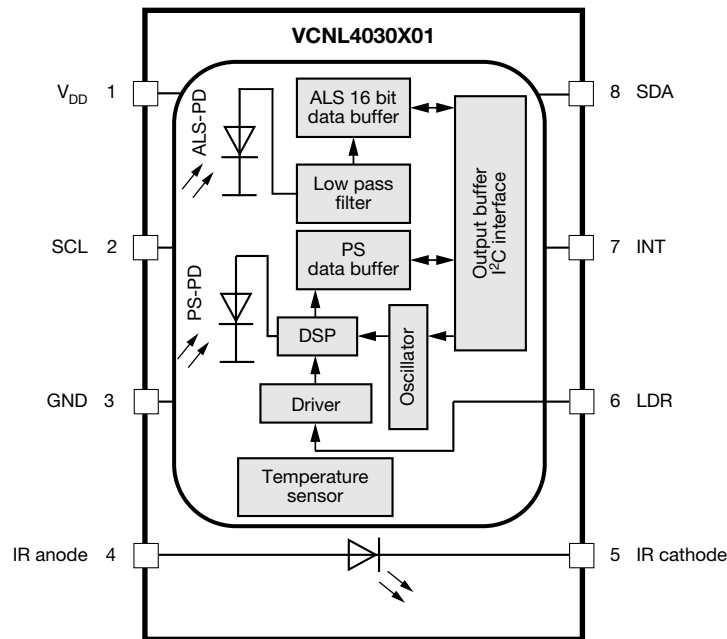 VCNL4030X01
V_DD 1
8 SDA
ALS-PD
ALS 16 bit
data buffer
Low pass
filter
Output buffer
I²C interface
SCL 2
7 INT
PS-PD
PS
data buffer
DSP
Oscillator
GND 3
6 LDR
Driver
Temperature
sensor
IR anode 4
5 IR cathode